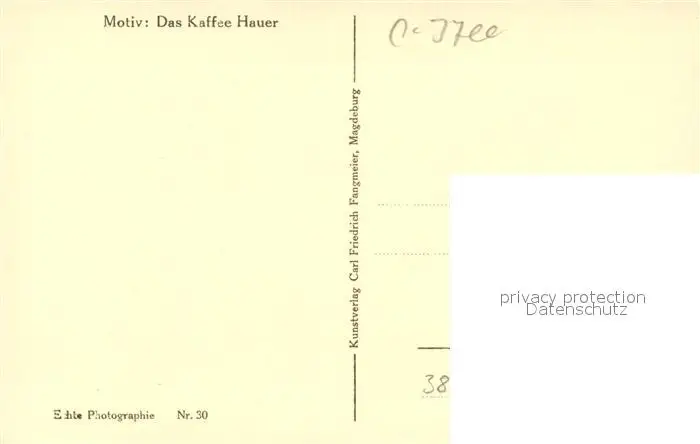 Motiv: Das Kaffee Hauer
Kunstverlag Carl Friedrich Fangmeier, Magdeburg
privacy protection
Datenschutz
38
Echte Photographie Nr. 30